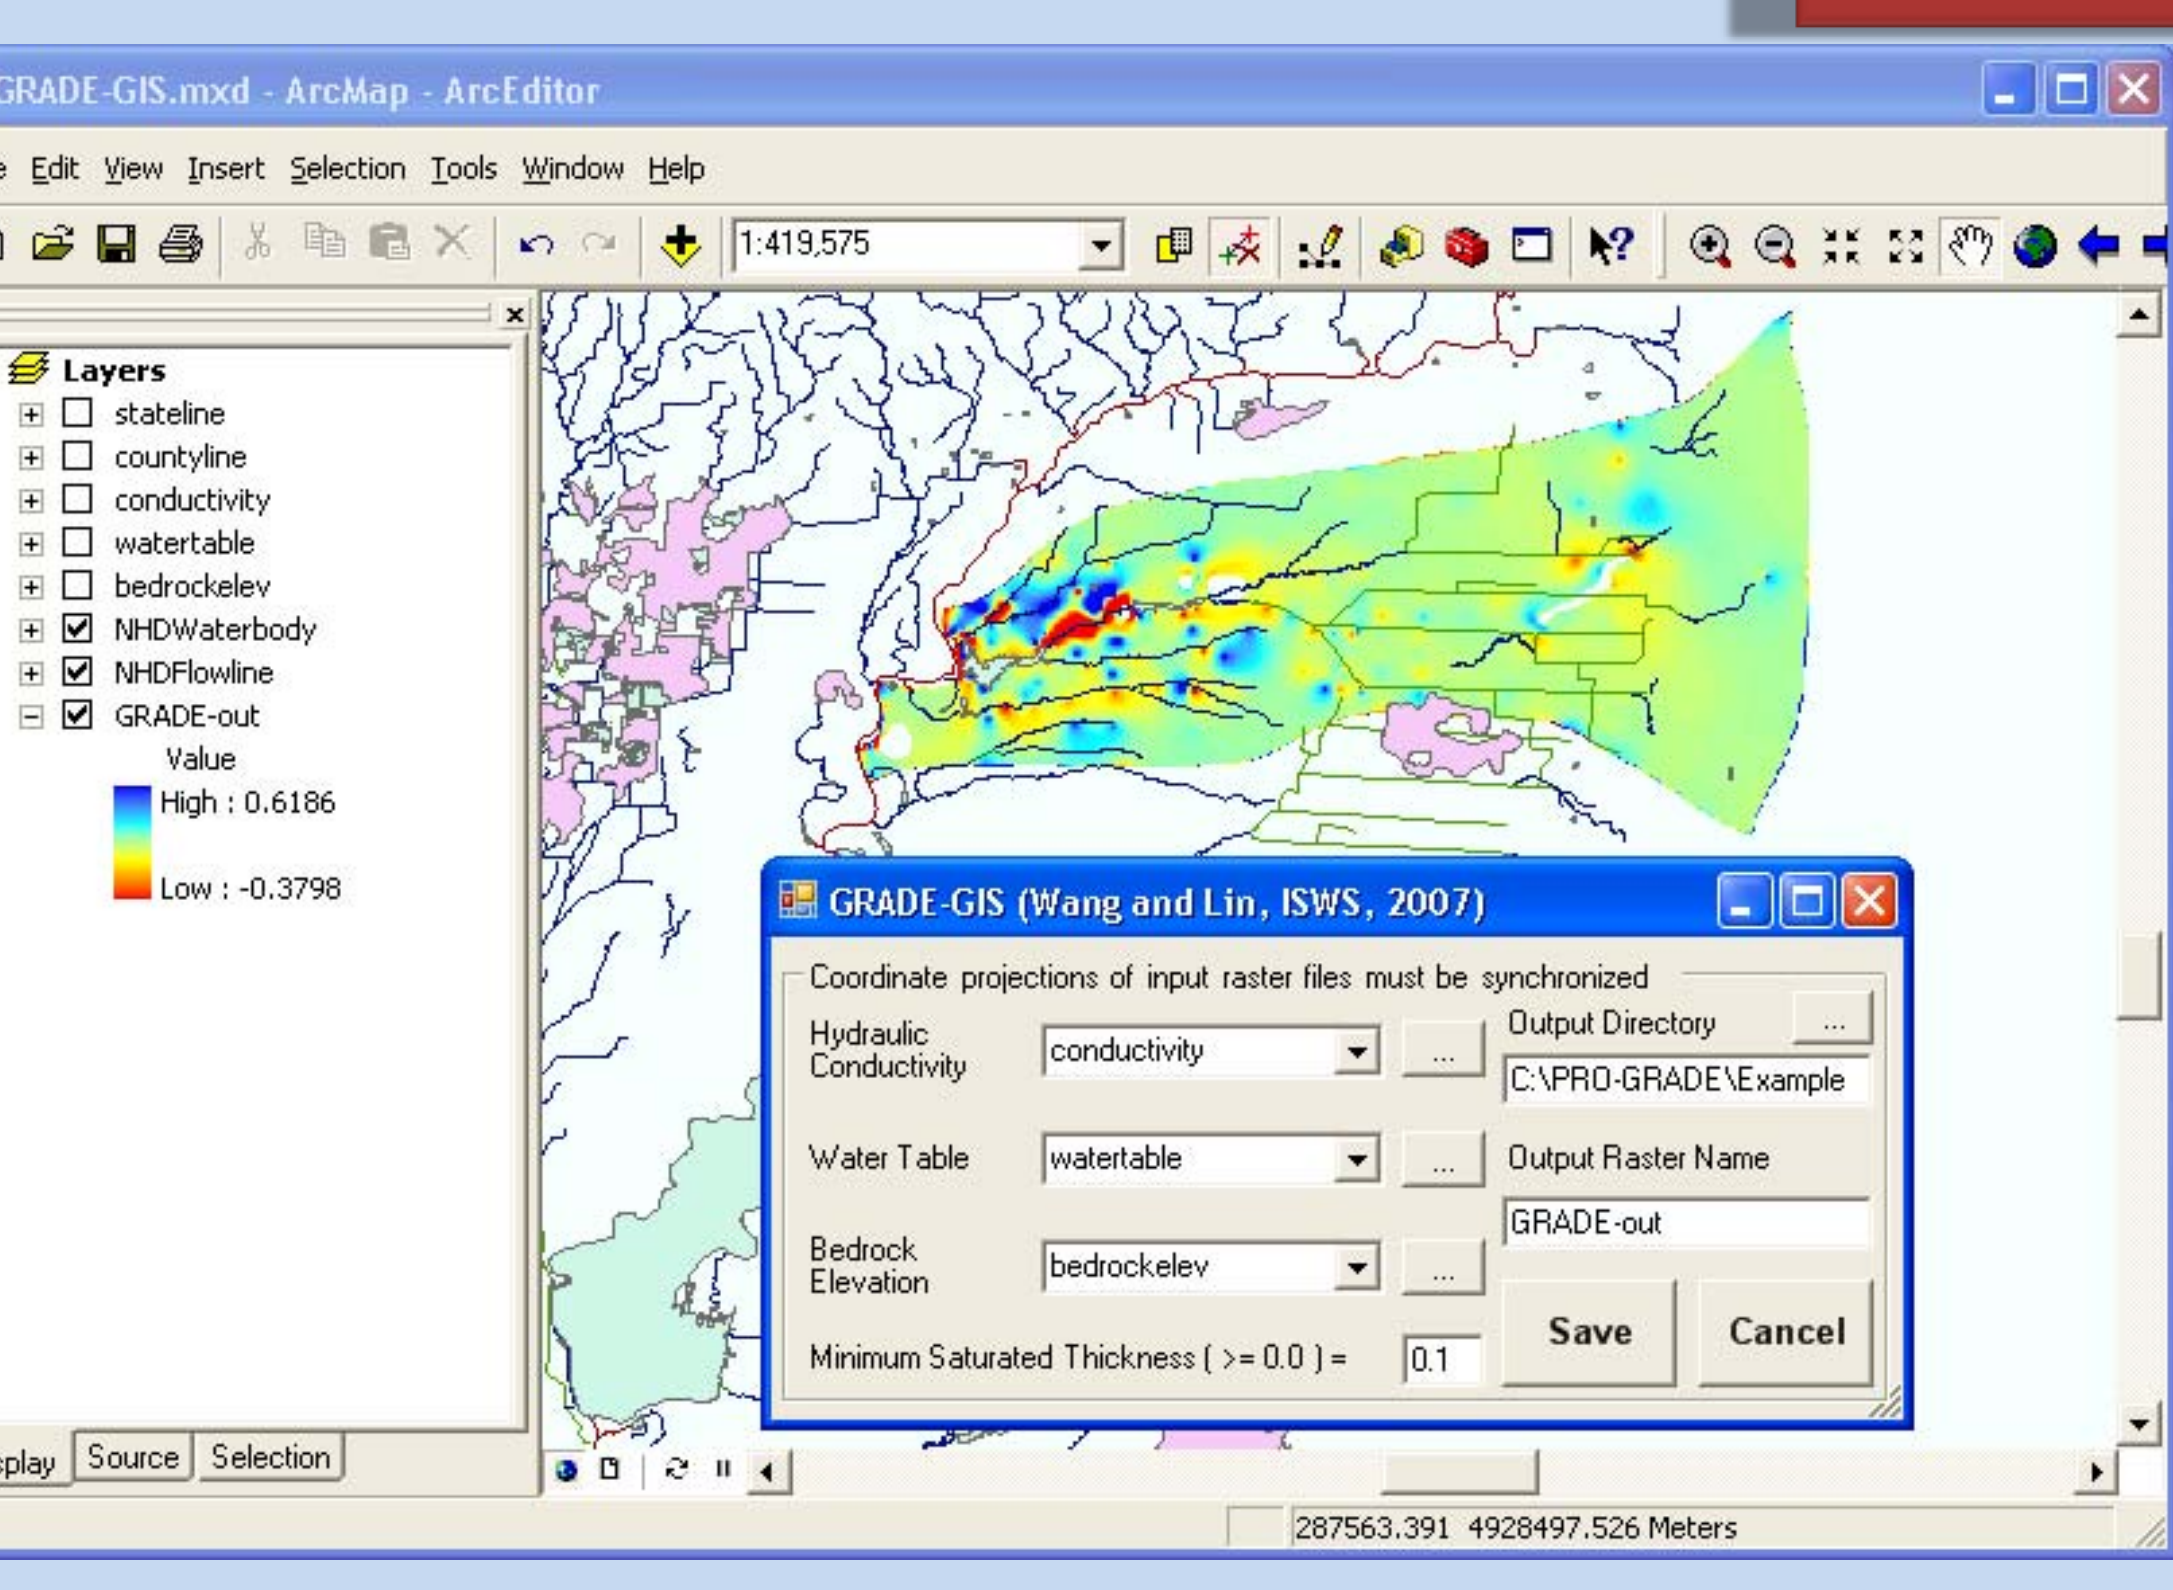 GRADE-GIS.mxd - ArcMap - ArcEditor
Edit View Insert Selection Tools Window Help
1:419,575
Layers
stateline
countyline
conductivity
watertable
bedrockelev
NHDWaterbody
NHDFlowline
GRADE-out
Value
High : 0.6186
Low : -0.3798
GRADE-GIS (Wang and Lin, ISWS, 2007)
Coordinate projections of input raster files must be synchronized
Hydraulic
Conductivity
conductivity
...
Output Directory
...
C:\PRO-GRADE\Example
Water Table
watertable
...
Output Raster Name
GRADE-out
Bedrock
Elevation
bedrockelev
...
Minimum Saturated Thickness ( >= 0.0 ) =
0.1
Save
Cancel
splay
Source
Selection
287563.391 4928497.526 Meters